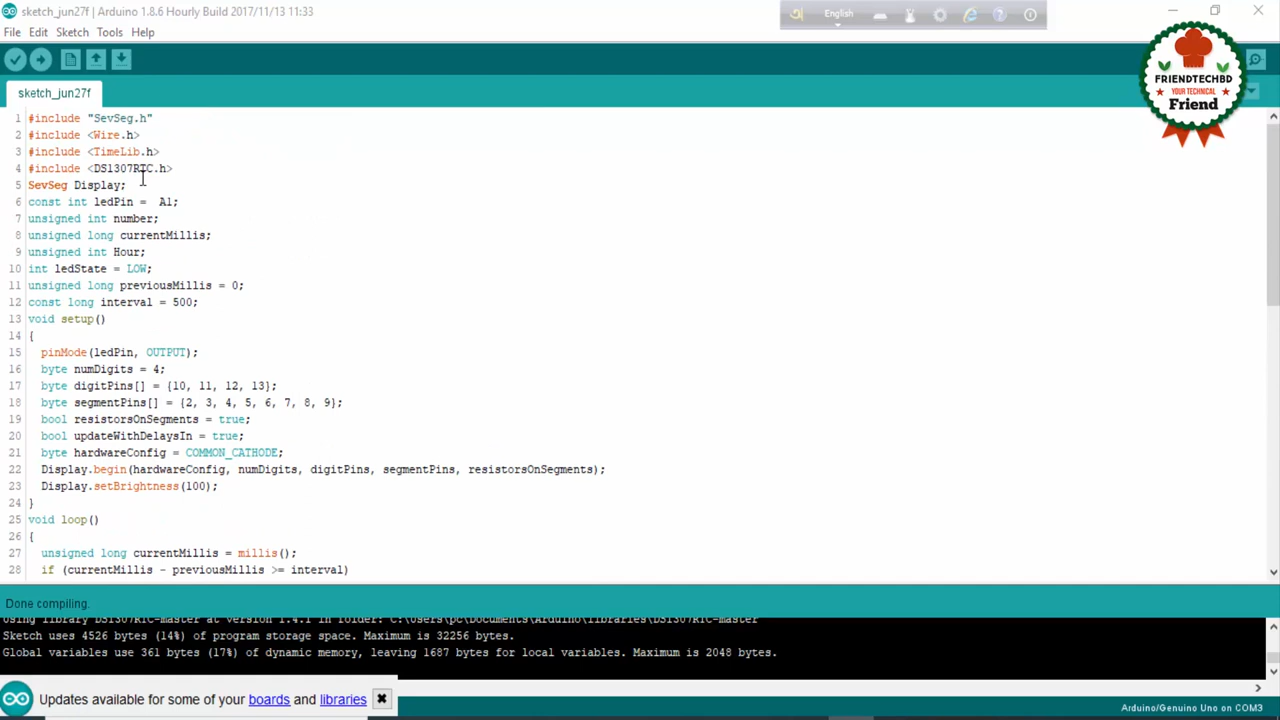 sketch_jun27f | Arduino 1.8.6 Hourly Build 2017/11/13 11:33
English
File Edit Sketch Tools Help
FRIENDTECHBD
YOUR TECHNICAL
Friend
sketch_jun27f
1 #include "SevSeg.h"
2 #include <Wire.h>
3 #include <TimeLib.h>
4 #include <DS1307RTC.h>
5 SevSeg Display;
6 const int ledPin =  A1;
7 unsigned int number;
8 unsigned long currentMillis;
9 unsigned int Hour;
10 int ledState = LOW;
11 unsigned long previousMillis = 0;
12 const long interval = 500;
13 void setup()
14 {
15   pinMode(ledPin, OUTPUT);
16   byte numDigits = 4;
17   byte digitPins[] = {10, 11, 12, 13};
18   byte segmentPins[] = {2, 3, 4, 5, 6, 7, 8, 9};
19   bool resistorsOnSegments = true;
20   bool updateWithDelaysIn = true;
21   byte hardwareConfig = COMMON_CATHODE;
22   Display.begin(hardwareConfig, numDigits, digitPins, segmentPins, resistorsOnSegments);
23   Display.setBrightness(100);
24 }
25 void loop()
26 {
27   unsigned long currentMillis = millis();
28   if (currentMillis - previousMillis >= interval)
Done compiling.
Using library DS1307RTC-master at version 1.4.1 in folder: C:\Users\pc\Documents\Arduino\libraries\DS1307RTC-master
Sketch uses 4526 bytes (14%) of program storage space. Maximum is 32256 bytes.
Global variables use 361 bytes (17%) of dynamic memory, leaving 1687 bytes for local variables. Maximum is 2048 bytes.
Updates available for some of your boards and libraries
Arduino/Genuino Uno on COM3